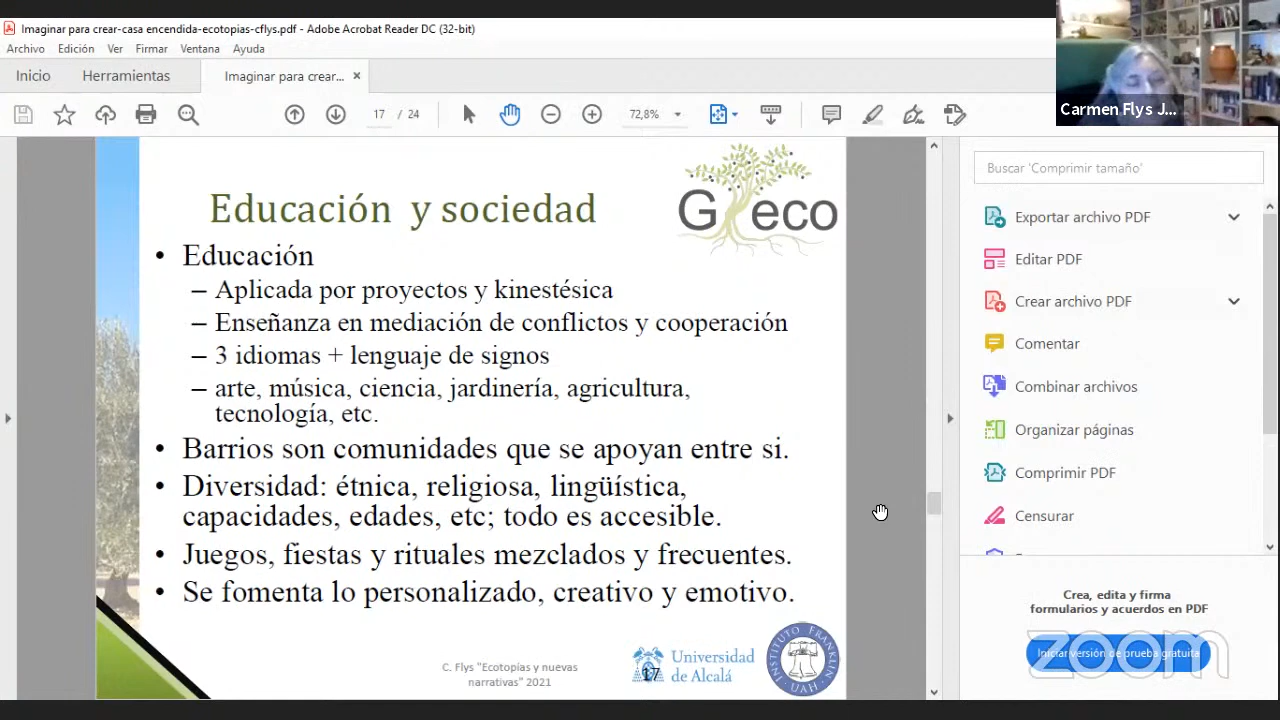 Imaginar para crear-casa encendida-ecotopias-cflys.pdf - Adobe Acrobat Reader DC (32-bit)
Archivo Edición Ver Firmar Ventana Ayuda
Inicio Herramientas Imaginar para crear... ×
17 / 24 72,8%
Carmen Flys J...
Buscar 'Comprimir tamaño'
Exportar archivo PDF
Editar PDF
Crear archivo PDF
Comentar
Combinar archivos
Organizar páginas
Comprimir PDF
Censurar
Crea, edita y firma
formularios y acuerdos en PDF
Iniciar versión de prueba gratuita
zoom
G eco
Educación y sociedad
• Educación
– Aplicada por proyectos y kinestésica
– Enseñanza en mediación de conflictos y cooperación
– 3 idiomas + lenguaje de signos
– arte, música, ciencia, jardinería, agricultura,
tecnología, etc.
• Barrios son comunidades que se apoyan entre si.
• Diversidad: étnica, religiosa, lingüística,
capacidades, edades, etc; todo es accesible.
• Juegos, fiestas y rituales mezclados y frecuentes.
• Se fomenta lo personalizado, creativo y emotivo.
C. Flys "Ecotopías y nuevas
narrativas" 2021
Universidad
de Alcalá
17
INSTITUTO FRANKLIN
UAH